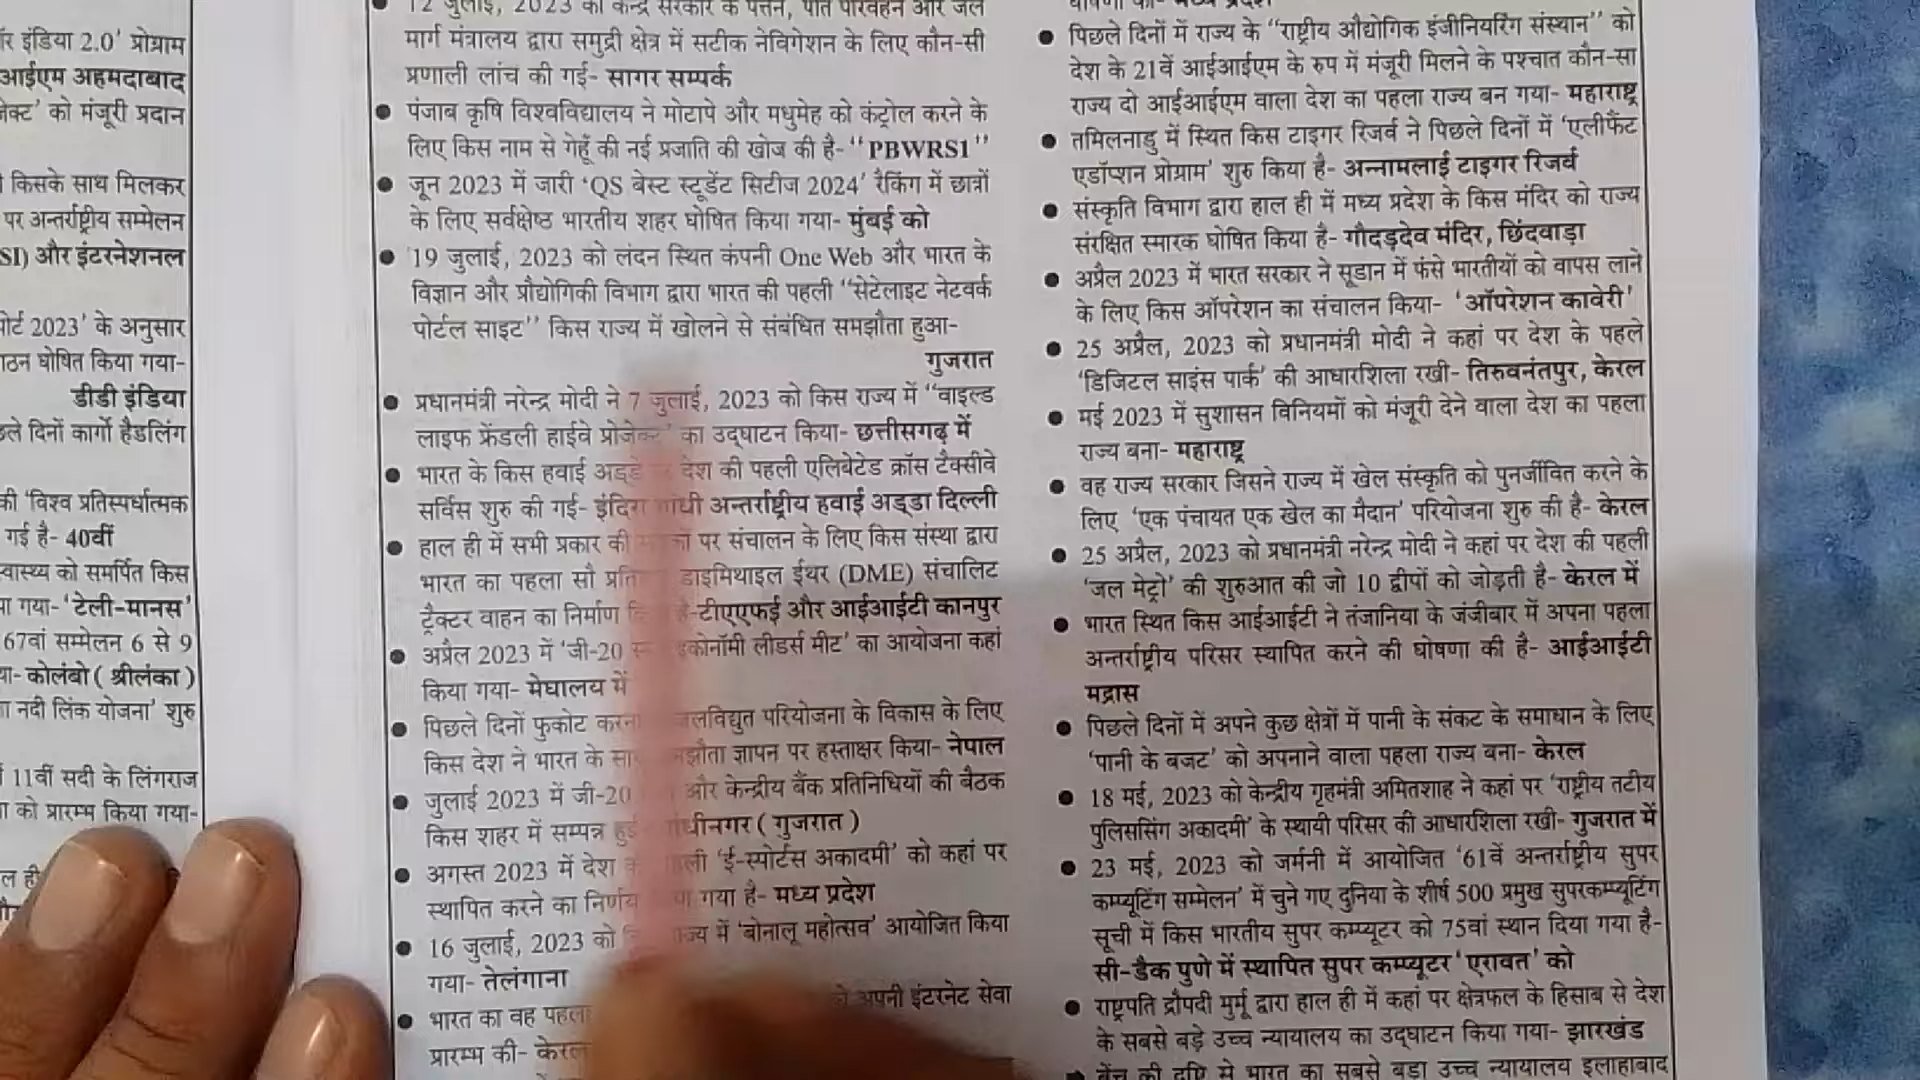 र इंडिया 2.0' प्रोग्राम
आईएम अहमदाबाद
जेक्ट' को मंजूरी प्रदान
किसके साथ मिलकर
पर अन्तर्राष्ट्रीय सम्मेलन
SI) और इंटरनेशनल
पोर्ट 2023' के अनुसार
गठन घोषित किया गया-
डीडी इंडिया
छले दिनों कार्गो हैडलिंग
की 'विश्व प्रतिस्पर्धात्मक
गई है- 40वीं
स्वास्थ्य को समर्पित किस
या गया- 'टेली-मानस'
67वां सम्मेलन 6 से 9
या- कोलंबो ( श्रीलंका )
ा नदी लिंक योजना' शुरु
11वीं सदी के लिंगराज
ा को प्रारम्भ किया गया-
ल ही
12 जुलाई, 2023 को केन्द्र सरकार के पत्तन, पोत परिवहन और जल
मार्ग मंत्रालय द्वारा समुद्री क्षेत्र में सटीक नेविगेशन के लिए कौन-सी
प्रणाली लांच की गई- सागर सम्पर्क
● पंजाब कृषि विश्वविद्यालय ने मोटापे और मधुमेह को कंट्रोल करने के
लिए किस नाम से गेहूँ की नई प्रजाति की खोज की है- ‘‘PBWRS1’’
● जून 2023 में जारी 'QS बेस्ट स्टूडेंट सिटीज 2024' रैकिंग में छात्रों
के लिए सर्वक्षेष्ठ भारतीय शहर घोषित किया गया- मुंबई को
● 19 जुलाई, 2023 को लंदन स्थित कंपनी One Web और भारत के
विज्ञान और प्रौद्योगिकी विभाग द्वारा भारत की पहली ‘‘सेटेलाइट नेटवर्क
पोर्टल साइट’’ किस राज्य में खोलने से संबंधित समझौता हुआ-
गुजरात
● प्रधानमंत्री नरेन्द्र मोदी ने 7 जुलाई, 2023 को किस राज्य में ‘‘वाइल्ड
लाइफ फ्रेंडली हाईवे प्रोजेक्ट’ का उद्घाटन किया- छत्तीसगढ़ में
● भारत के किस हवाई अड्डे देश की पहली एलिबेटेड क्रॉस टैक्सीवे
सर्विस शुरु की गई- इंदिरा गांधी अन्तर्राष्ट्रीय हवाई अड्डा दिल्ली
● हाल ही में सभी प्रकार की पर संचालन के लिए किस संस्था द्वारा
भारत का पहला सौ डाइमिथाइल ईथर (DME) संचालिट
ट्रैक्टर वाहन का निर्माण है-टीएएफई और आईआईटी कानपुर
● अप्रैल 2023 में 'जी-20 इकोनॉमी लीडर्स मीट' का आयोजना कहां
किया गया- मेघालय में
● पिछले दिनों फुकोट जलविद्युत परियोजना के विकास के लिए
किस देश ने भारत के समझौता ज्ञापन पर हस्ताक्षर किया- नेपाल
● जुलाई 2023 में जी-20 और केन्द्रीय बैंक प्रतिनिधियों की बैठक
किस शहर में सम्पन्न हुई गांधीनगर ( गुजरात )
● अगस्त 2023 में देश पहली 'ई-स्पोर्टस अकादमी' को कहां पर
स्थापित करने का निर्णय गया है- मध्य प्रदेश
● 16 जुलाई, 2023 को राज्य में 'बोनालू महोत्सव' आयोजित किया
गया- तेलंगाना
● भारत का वह पहला अपनी इंटरनेट सेवा
प्रारम्भ की- केरल
● पिछले दिनों में राज्य के ‘‘राष्ट्रीय औद्योगिक इंजीनियरिंग संस्थान’’ को
देश के 21वें आईआईएम के रुप में मंजूरी मिलने के पश्चात कौन-सा
राज्य दो आईआईएम वाला देश का पहला राज्य बन गया- महाराष्ट्र
● तमिलनाडु में स्थित किस टाइगर रिजर्व ने पिछले दिनों में 'एलीफैंट
एडॉप्शन प्रोग्राम' शुरु किया है- अन्नामलाई टाइगर रिजर्व
● संस्कृति विभाग द्वारा हाल ही में मध्य प्रदेश के किस मंदिर को राज्य
संरक्षित स्मारक घोषित किया है- गौदड़देव मंदिर, छिंदवाड़ा
● अप्रैल 2023 में भारत सरकार ने सूडान में फंसे भारतीयों को वापस लाने
के लिए किस ऑपरेशन का संचालन किया- 'ऑपरेशन कावेरी'
● 25 अप्रैल, 2023 को प्रधानमंत्री मोदी ने कहां पर देश के पहले
'डिजिटल साइंस पार्क' की आधारशिला रखी- तिरुवनंतपुर, केरल
● मई 2023 में सुशासन विनियमों को मंजूरी देने वाला देश का पहला
राज्य बना- महाराष्ट्र
● वह राज्य सरकार जिसने राज्य में खेल संस्कृति को पुनर्जीवित करने के
लिए 'एक पंचायत एक खेल का मैदान' परियोजना शुरु की है- केरल
● 25 अप्रैल, 2023 को प्रधानमंत्री नरेन्द्र मोदी ने कहां पर देश की पहली
'जल मेट्रो' की शुरुआत की जो 10 द्वीपों को जोड़ती है- केरल में
● भारत स्थित किस आईआईटी ने तंजानिया के जंजीबार में अपना पहला
अन्तर्राष्ट्रीय परिसर स्थापित करने की घोषणा की है- आईआईटी
मद्रास
● पिछले दिनों में अपने कुछ क्षेत्रों में पानी के संकट के समाधान के लिए
'पानी के बजट' को अपनाने वाला पहला राज्य बना- केरल
● 18 मई, 2023 को केन्द्रीय गृहमंत्री अमितशाह ने कहां पर 'राष्ट्रीय तटीय
पुलिससिंग अकादमी' के स्थायी परिसर की आधारशिला रखी- गुजरात में
● 23 मई, 2023 को जर्मनी में आयोजित '61वें अन्तर्राष्ट्रीय सुपर
कम्प्यूटिंग सम्मेलन' में चुने गए दुनिया के शीर्ष 500 प्रमुख सुपरकम्प्यूटिंग
सूची में किस भारतीय सुपर कम्प्यूटर को 75वां स्थान दिया गया है-
सी-डैक पुणे में स्थापित सुपर कम्प्यूटर 'एरावत' को
● राष्ट्रपति द्रौपदी मुर्मू द्वारा हाल ही में कहां पर क्षेत्रफल के हिसाब से देश
के सबसे बड़े उच्च न्यायालय का उद्घाटन किया गया- झारखंड
बेंच की दृष्टि से भारत का सबसे बड़ा उच्च न्यायालय इलाहाबाद